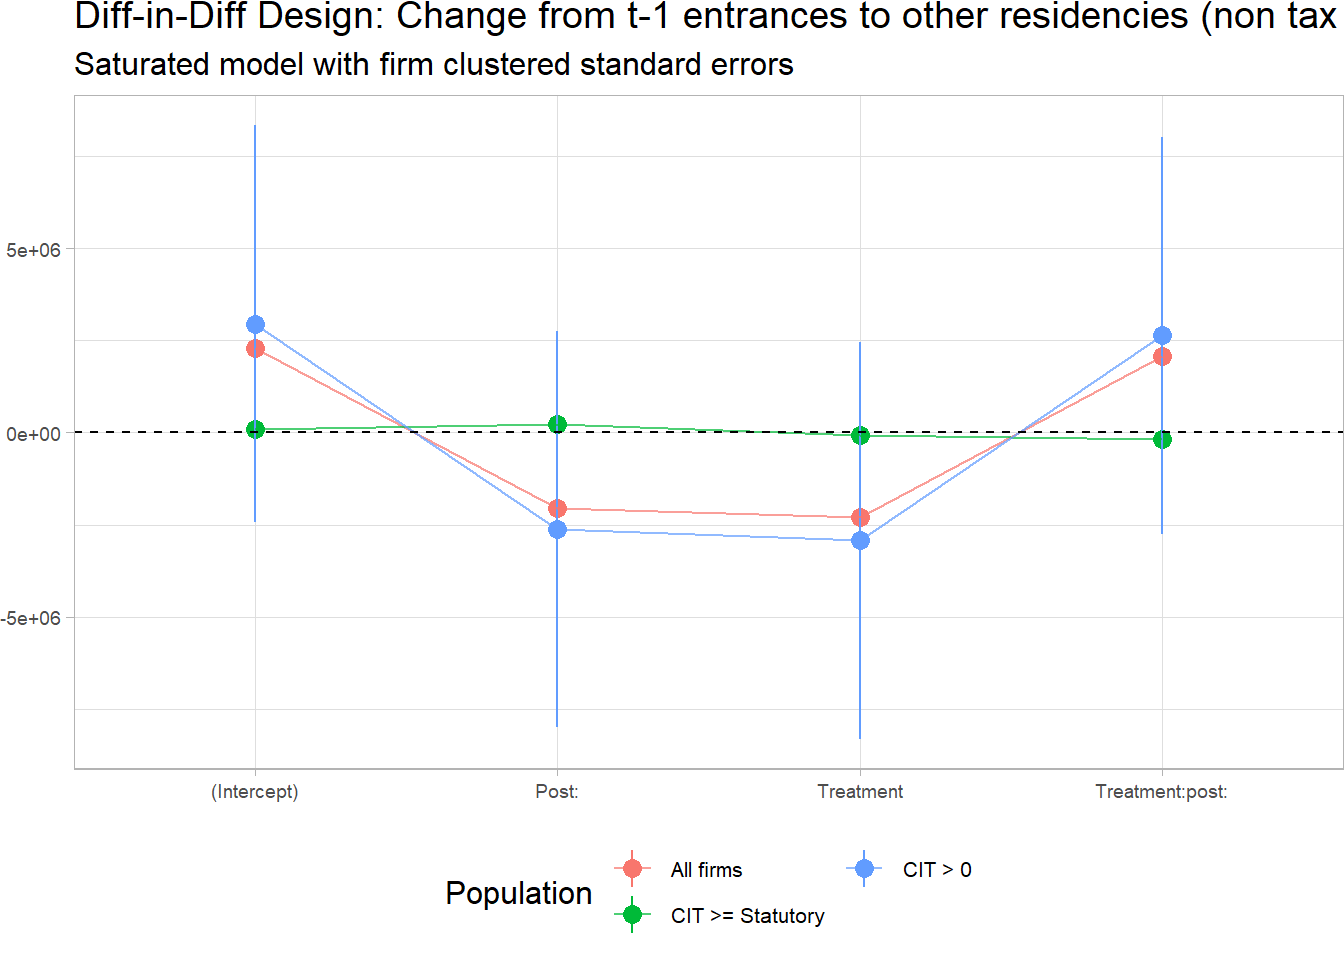 Diff-in-Diff Design: Change from t-1 entrances to other residencies (non tax
Saturated model with firm clustered standard errors
5e+06
0e+00
-5e+06
(Intercept)
Post:
Treatment
Treatment:post:
Population
All firms
CIT > 0
CIT >= Statutory